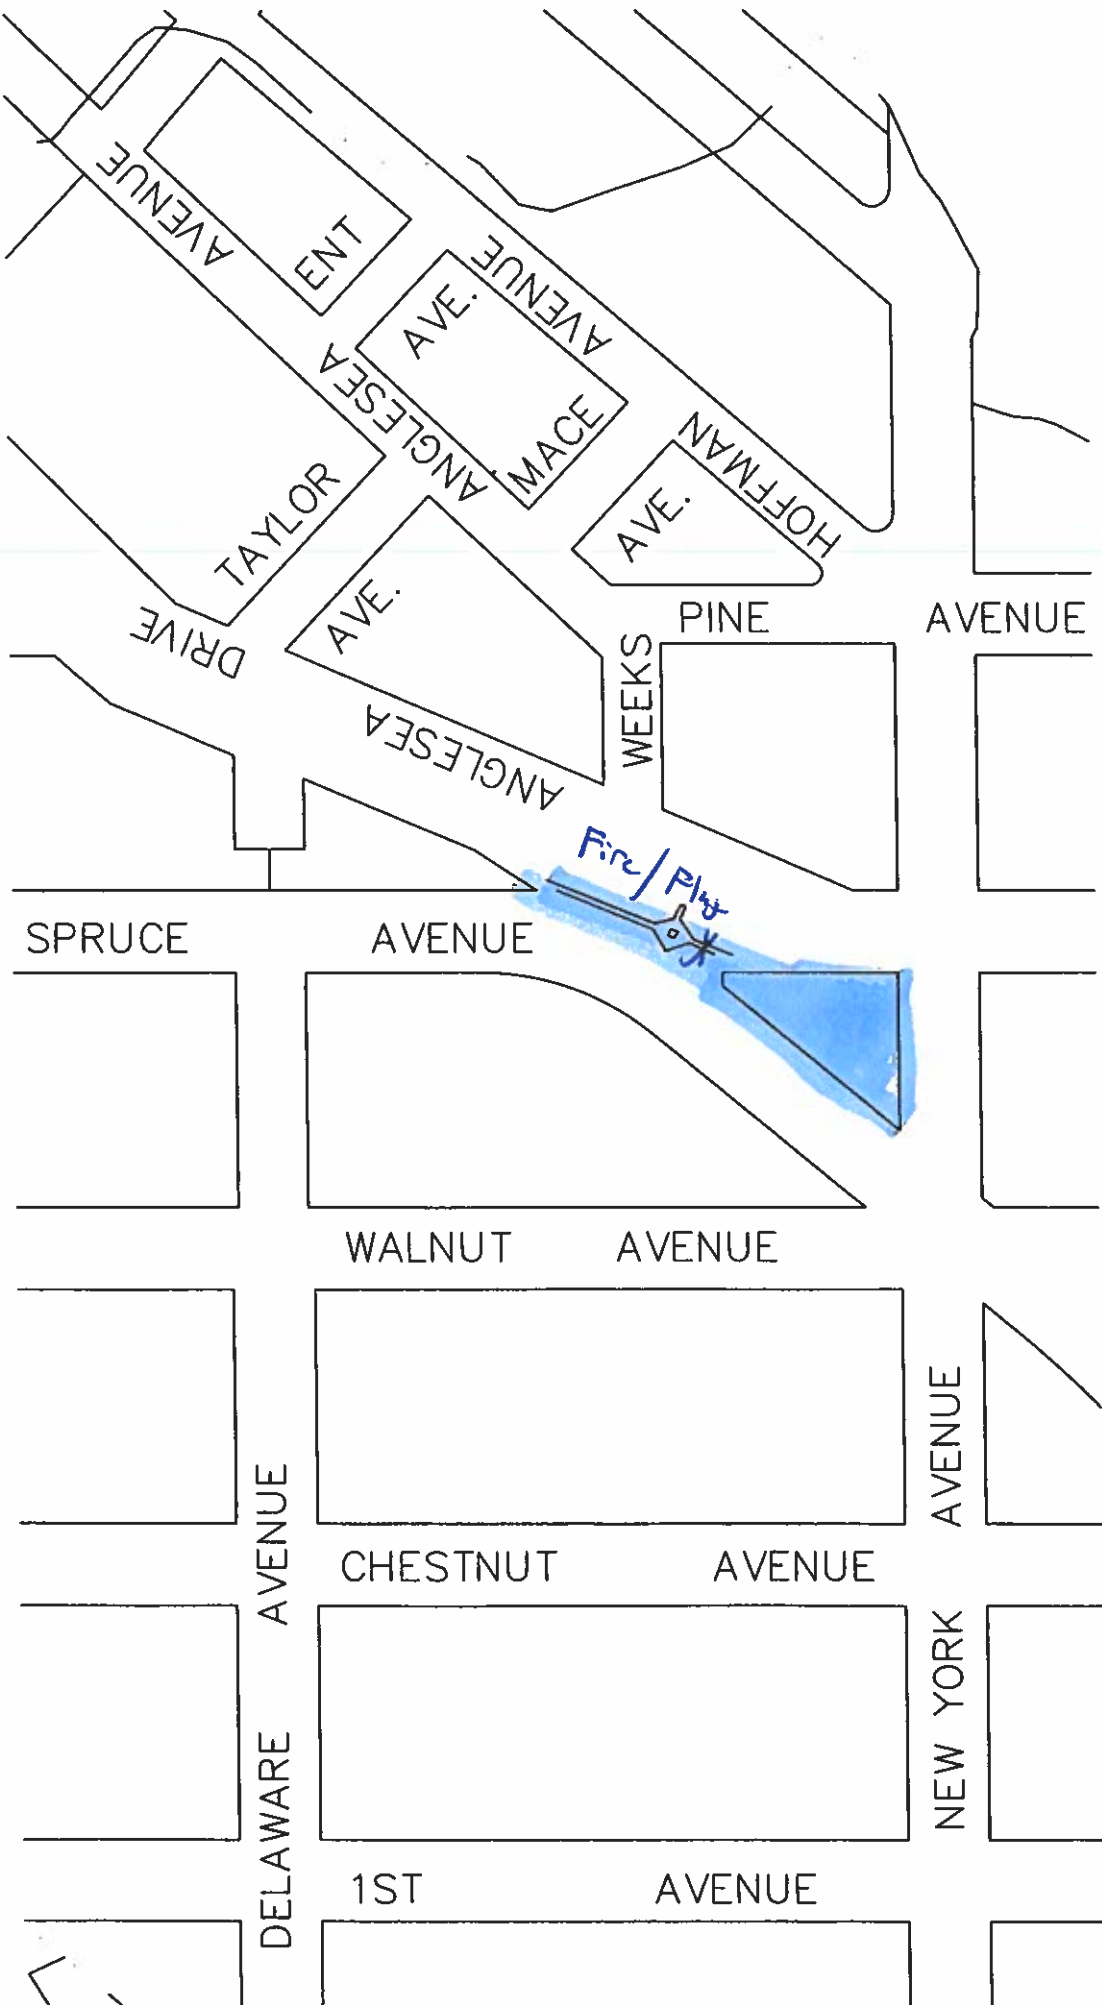 AVENUE
ENT
AVE.
AVENUE
ANGLESEA
MACE
HOFFMAN
AVE.
TAYLOR
AVE.
DRIVE
PINE AVENUE
WEEKS
ANGLESEA
Fire/Plug
SPRUCE AVENUE
WALNUT AVENUE
AVENUE
AVENUE
CHESTNUT AVENUE
NEW YORK
DELAWARE
1ST AVENUE